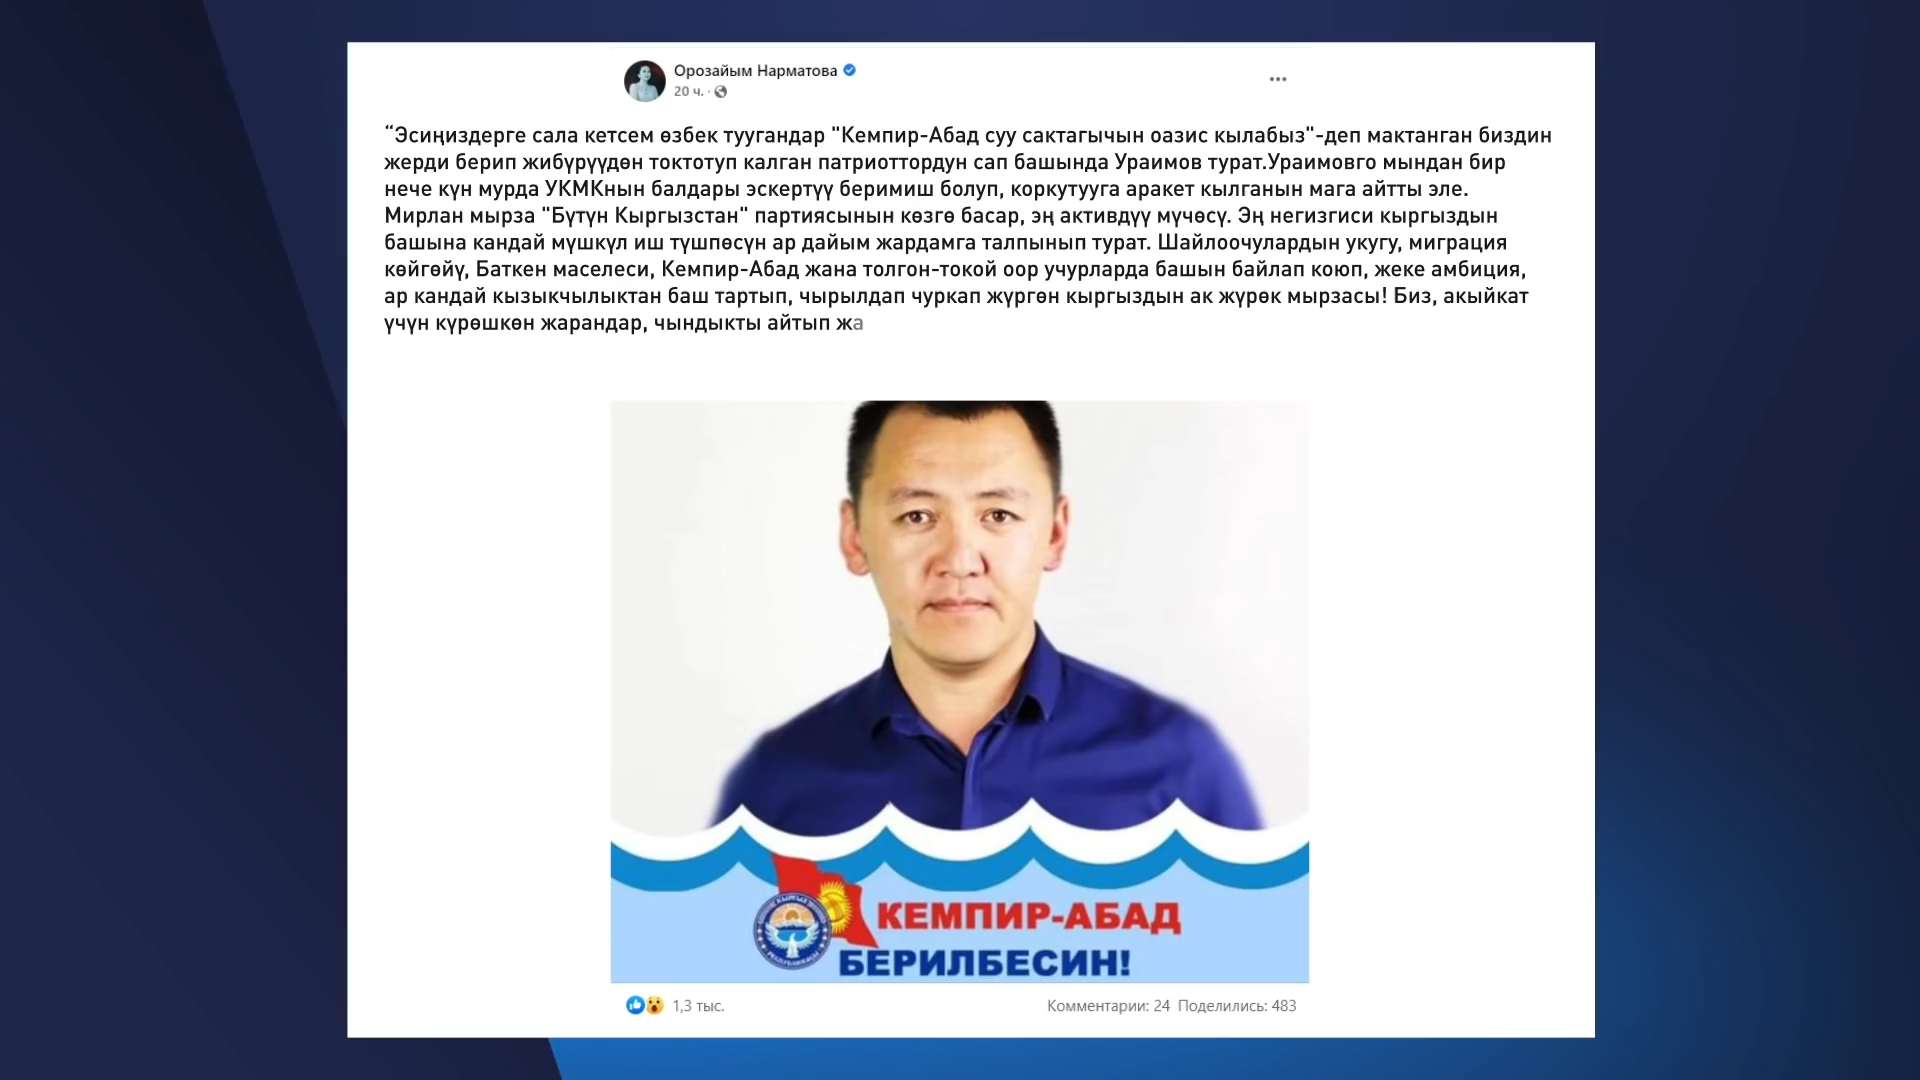 Орозайым Нарматова
20 ч. ·
“Эсиңиздерге сала кетсем өзбек туугандар "Кемпир-Абад суу сактагычын оазис кылабыз"-деп мактанган биздин
жерди берип жибүрүүдөн токтотуп калган патриоттордун сап башында Ураимов турат.Ураимовго мындан бир
нече күн мурда УКМКнын балдары эскертүү беримиш болуп, коркутууга аракет кылганын мага айтты эле.
Мирлан мырза "Бүтүн Кыргызстан" партиясынын көзгө басар, эң активдүү мүчөсү. Эң негизгиси кыргыздын
башына кандай мүшкүл иш түшпөсүн ар дайым жардамга талпынып турат. Шайлоочулардын укугу, миграция
көйгөйү, Баткен маселеси, Кемпир-Абад жана толгон-токой оор учурларда башын байлап коюп, жеке амбиция,
ар кандай кызыкчылыктан баш тартып, чырылдап чуркап жүргөн кыргыздын ак жүрөк мырзасы! Биз, акыйкат
үчүн күрөшкөн жарандар, чындыкты айтып жа
КЕМПИР-АБАД
БЕРИЛБЕСИН!
1,3 тыс.
Комментарии: 24 Поделились: 483